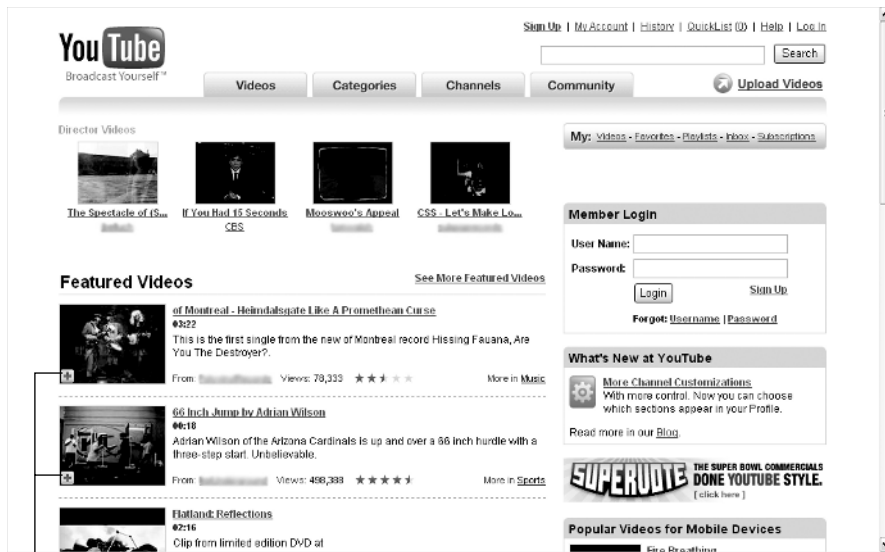 Sign Up | My Account | History | QuickList (0) | Help | Log In
YouTube
Broadcast Yourself™
Search
Videos
Categories
Channels
Community
Upload Videos
Director Videos
My: Videos - Favorites - Playlists - Inbox - Subscriptions
The Spectacle of (S...
If You Had 15 Seconds
CBS
Mooswoo's Appeal
CSS - Let's Make Lo...
Member Login
User Name:
Password:
Login
Sign Up
Forgot: Username | Password
Featured Videos
See More Featured Videos
of Montreal - Heimdalsgate Like A Promethean Curse
03:22
This is the first single from the new of Montreal record Hissing Fauana, Are
You The Destroyer?.
From:
Views: 78,333
More in Music
66 Inch Jump by Adrian Wilson
00:18
Adrian Wilson of the Arizona Cardinals is up and over a 66 inch hurdle with a
three-step start. Unbelievable.
From:
Views: 498,388
More in Sports
Flatland: Reflections
02:16
Clip from limited edition DVD at
What's New at YouTube
More Channel Customizations
With more control. Now you can choose
which sections appear in your Profile.
Read more in our Blog.
SUPERVOTE
THE SUPER BOWL COMMERCIALS
DONE YOUTUBE STYLE.
[ click here ]
Popular Videos for Mobile Devices
Fire Breathing